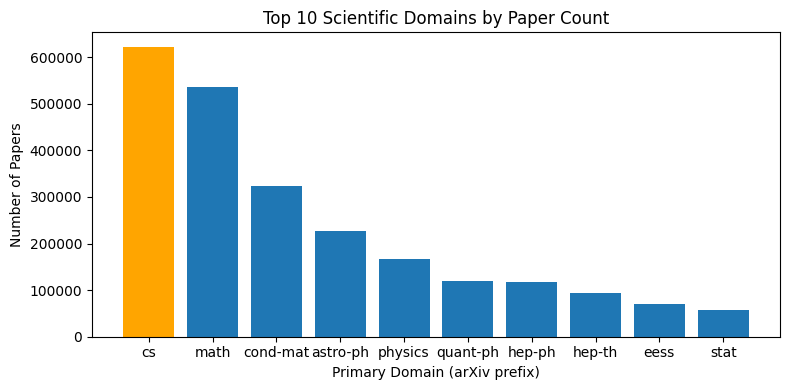 Top 10 Scientific Domains by Paper Count
Number of Papers
600000
500000
400000
300000
200000
100000
0
cs math cond-mat astro-ph physics quant-ph hep-ph hep-th eess stat
Primary Domain (arXiv prefix)